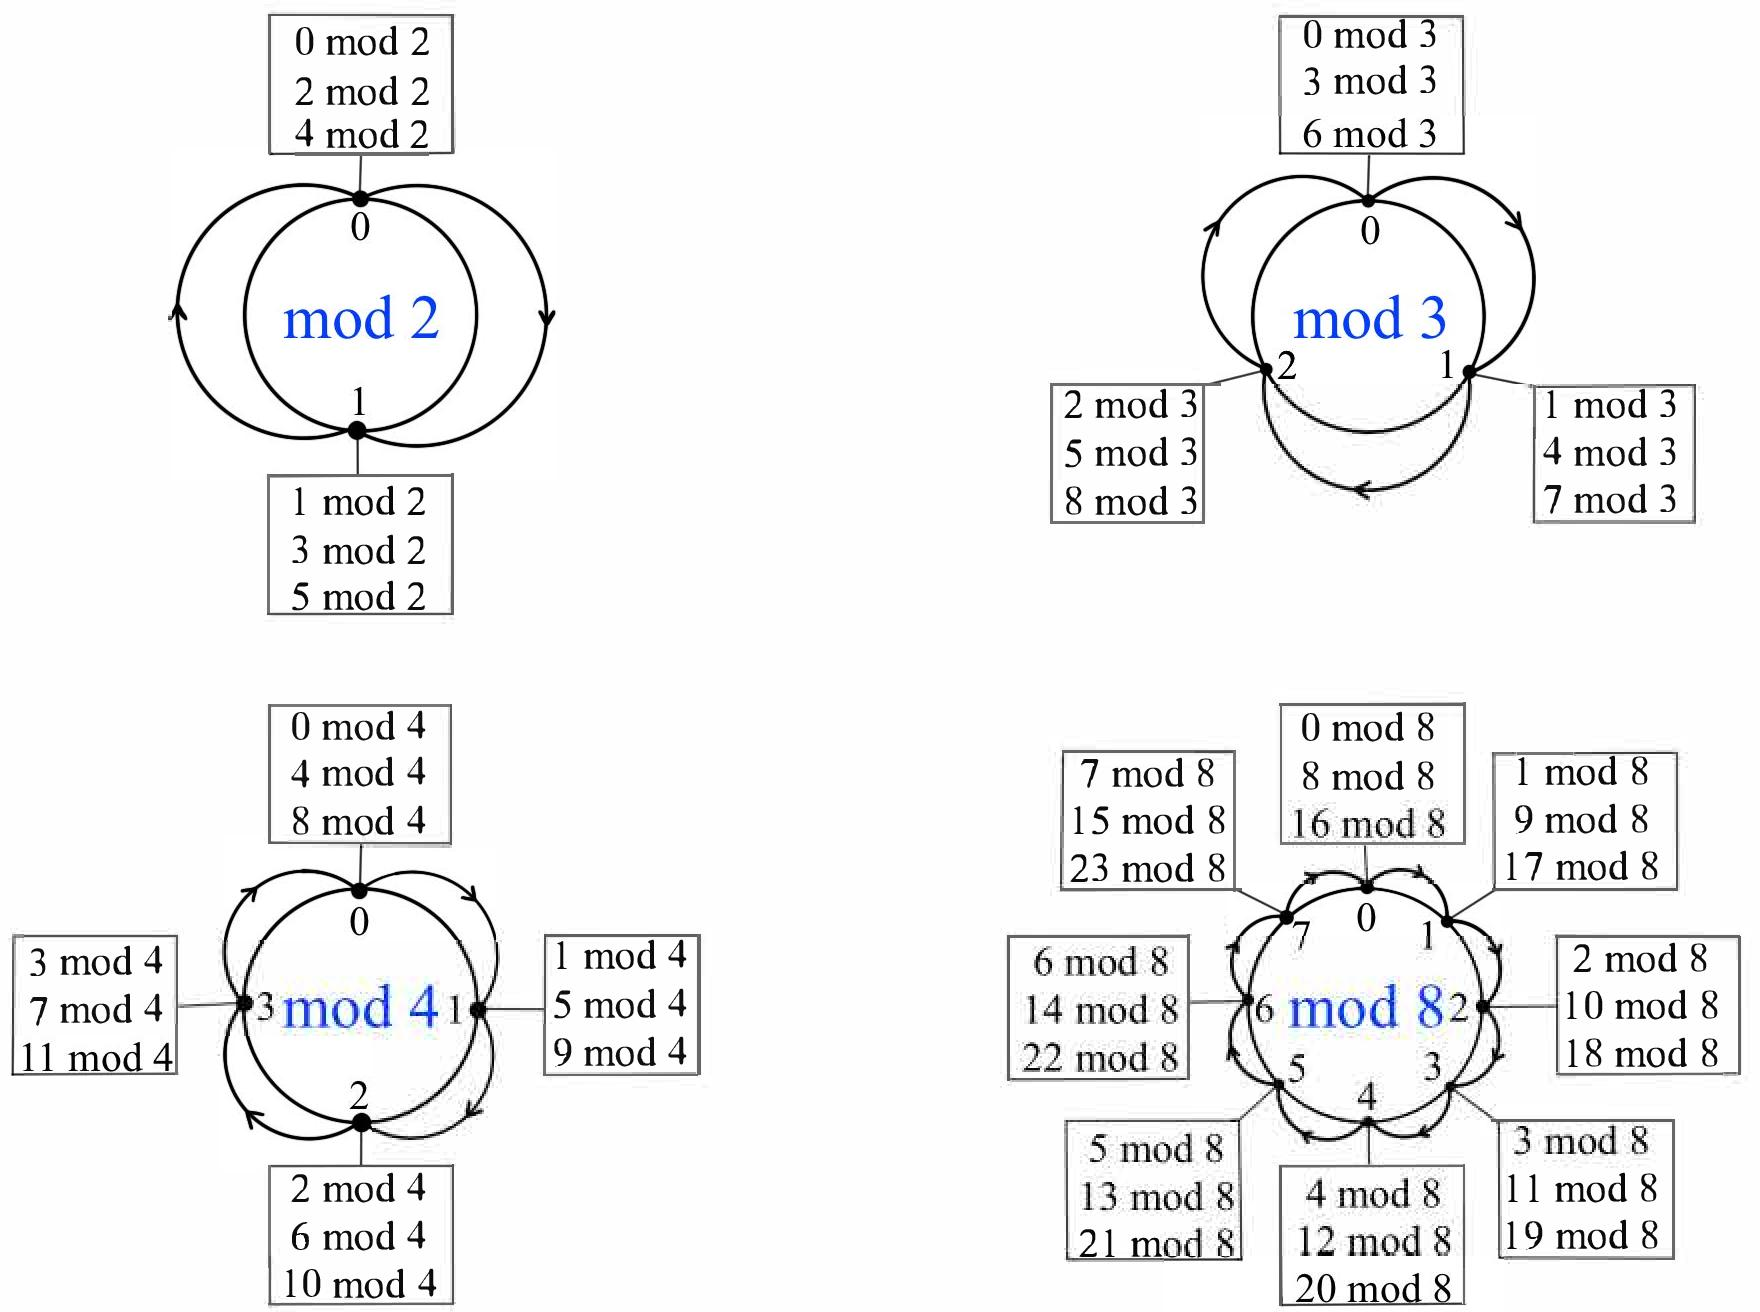 0 mod 2
2 mod 2
4 mod 2
0
mod 2
1
1 mod 2
3 mod 2
5 mod 2
0 mod 3
3 mod 3
6 mod 3
0
mod 3
2
1
2 mod 3
5 mod 3
8 mod 3
1 mod 3
4 mod 3
7 mod 3
0 mod 4
4 mod 4
8 mod 4
0
3 mod 4
7 mod 4
11 mod 4
3
mod 4
1
1 mod 4
5 mod 4
9 mod 4
2
2 mod 4
6 mod 4
10 mod 4
0 mod 8
8 mod 8
16 mod 8
7 mod 8
15 mod 8
23 mod 8
1 mod 8
9 mod 8
17 mod 8
7
0
1
6 mod 8
14 mod 8
22 mod 8
6
mod 8
2
2 mod 8
10 mod 8
18 mod 8
5
4
3
5 mod 8
13 mod 8
21 mod 8
4 mod 8
12 mod 8
20 mod 8
3 mod 8
11 mod 8
19 mod 8